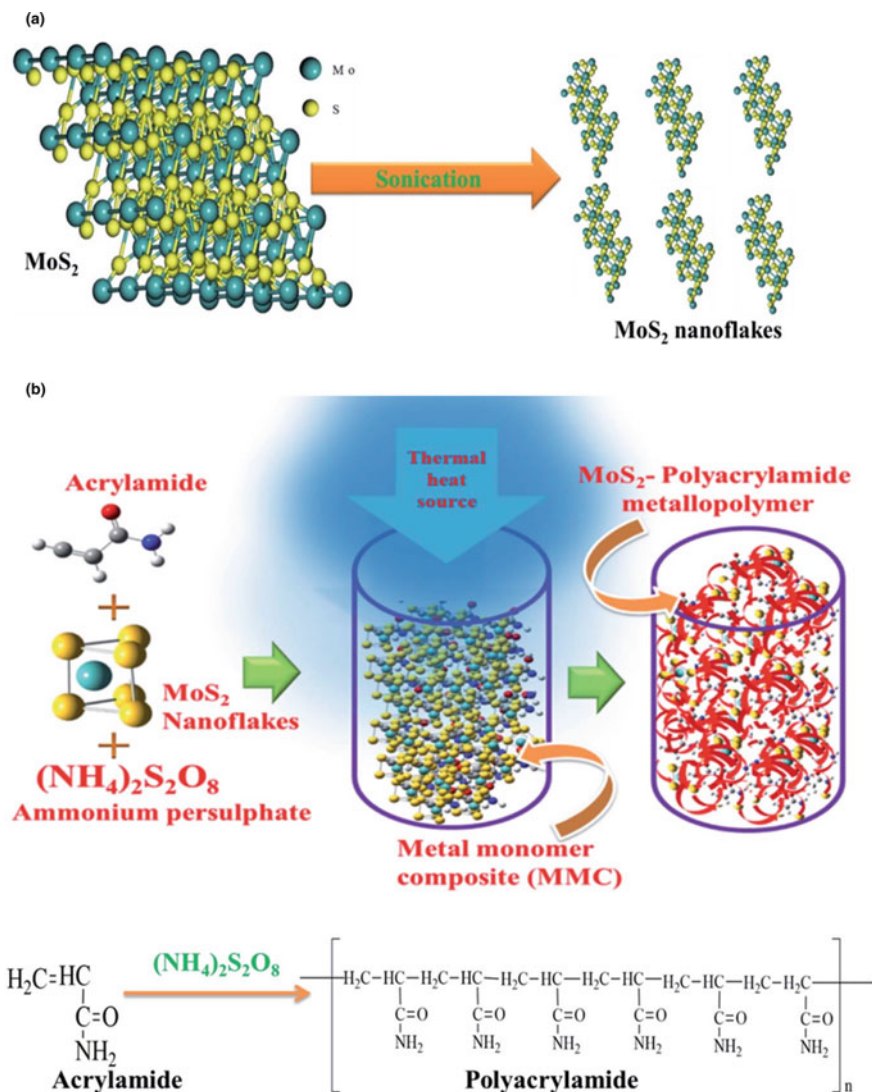 (a)
Mo
S
Sonication
MoS₂
MoS₂ nanoflakes
(b)
Thermal
heat
source
Acrylamide
MoS₂- Polyacrylamide
metallopolymer
+
MoS₂
Nanoflakes
+
(NH₄)₂S₂O₈
Ammonium persulphate
Metal monomer
composite (MMC)
(NH₄)₂S₂O₈
H₂C=HC
C=O
NH₂
Acrylamide
H₂C—HC—H₂C—HC—H₂C—HC—H₂C—HC—H₂C—HC—H₂C—HC
C=O C=O C=O C=O C=O C=O
NH₂ NH₂ NH₂ NH₂ NH₂ NH₂
n
Polyacrylamide